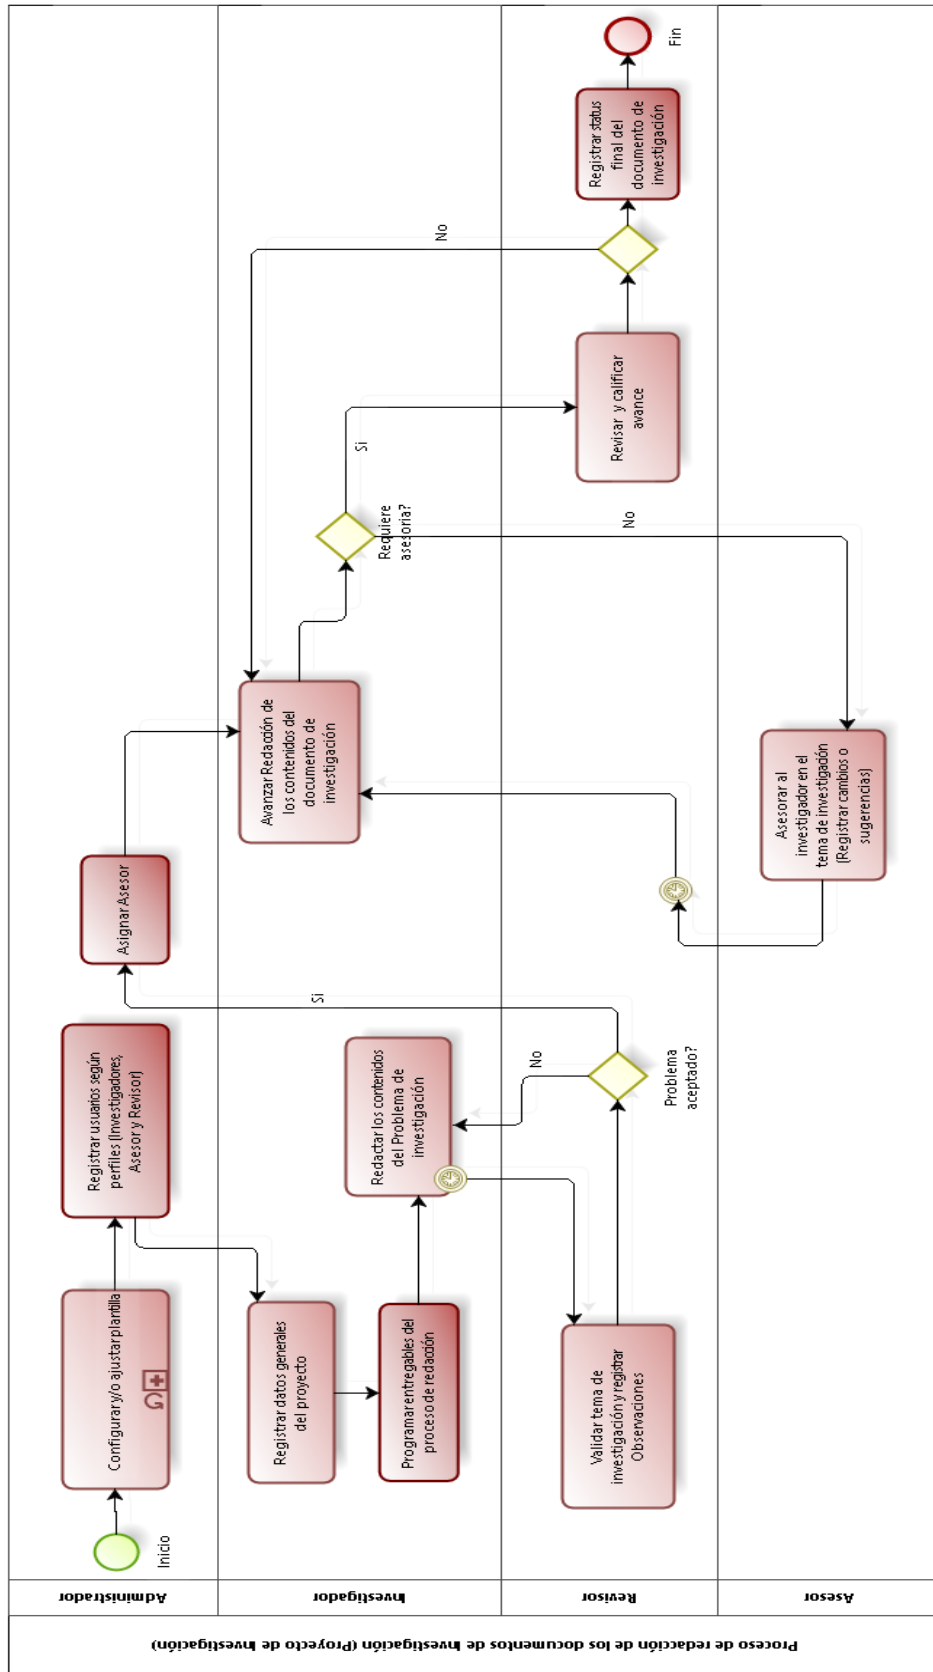 Proceso de redacción de los documentos de Investigación (Proyecto de Investigación)
Administrador
Inicio
Configurar y/o ajustar plantilla
Registrar usuarios según
perfiles (Investigadores,
Asesor y Revisor)
Asignar Asesor
Investigador
Registrar datos generales
del proyecto
Programar entregables del
proceso de redacción
Redactar los contenidos
del Problema de
investigación
Avanzar Redacción de
los contenidos del
documento de
investigación
Requiere
asesoria?
Si
No
Revisor
Validar tema de
investigación y registrar
Observaciones
Problema
aceptado?
No
Si
Revisar y calificar
avance
No
Registrar status
final del
documento de
investigación
Fin
Asesor
Asesorar al
investigador en el
tema de investigación
(Registrar cambios o
sugerencias)